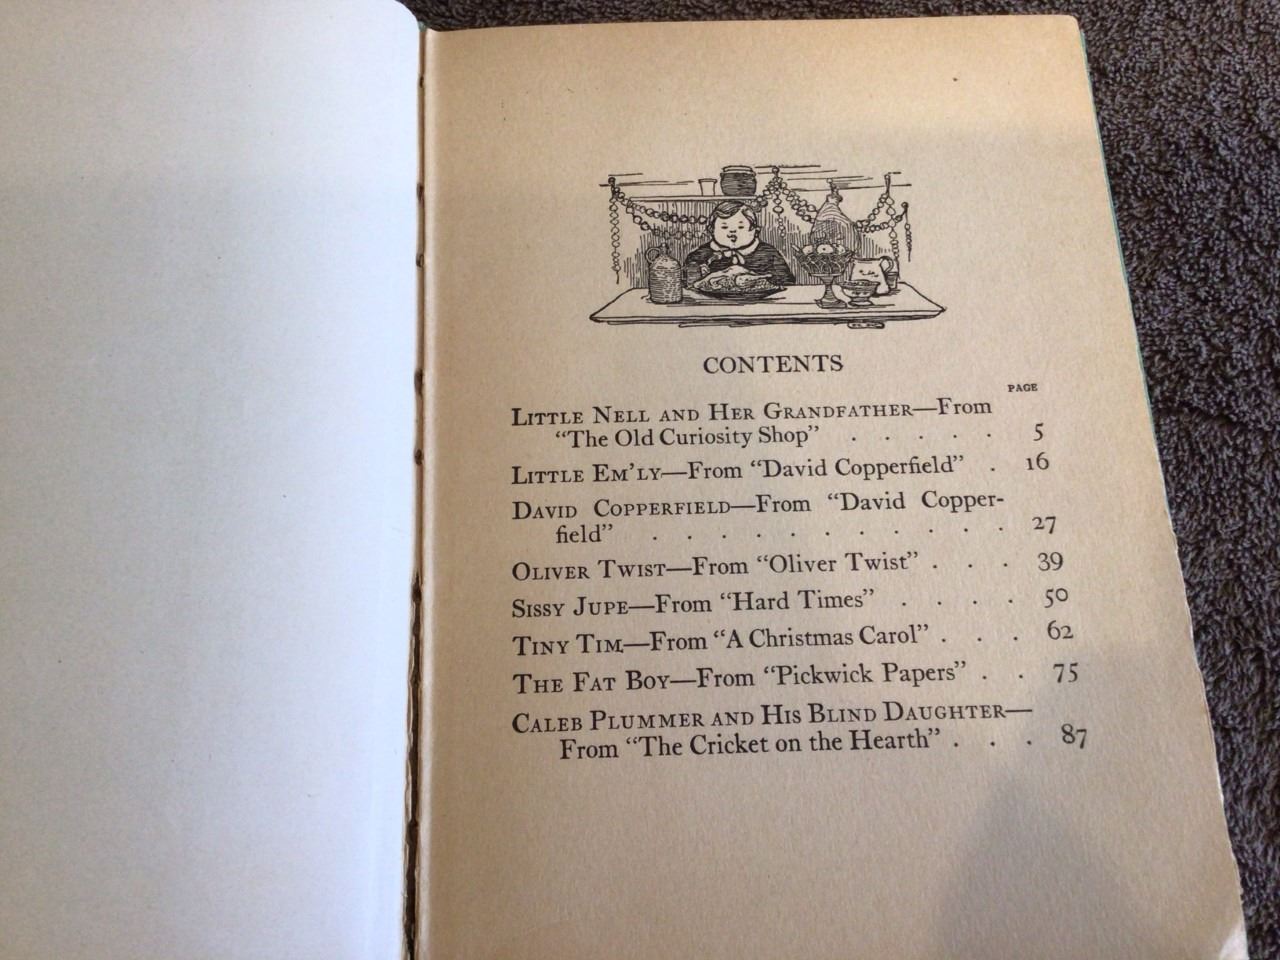 CONTENTS
PAGE
LITTLE NELL AND HER GRANDFATHER—From
"The Old Curiosity Shop" . . . . . 5
LITTLE EM'LY—From "David Copperfield" . 16
DAVID COPPERFIELD—From "David Copper-
field" . . . . . . . . . . 27
OLIVER TWIST—From "Oliver Twist" . . . 39
SISSY JUPE—From "Hard Times" . . . . 50
TINY TIM—From "A Christmas Carol" . . . 62
THE FAT BOY—From "Pickwick Papers" . . 75
CALEB PLUMMER AND HIS BLIND DAUGHTER—
From "The Cricket on the Hearth" . . . 87